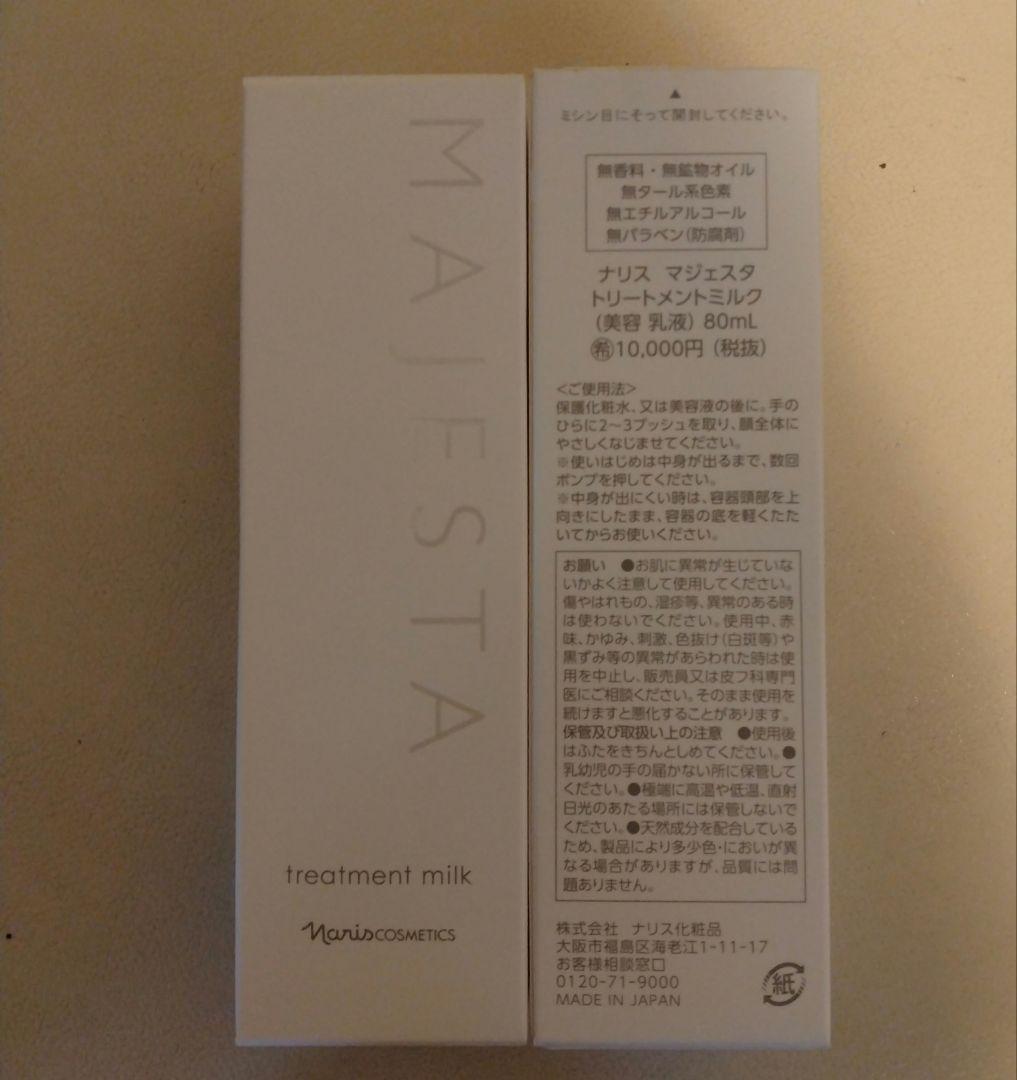 MAJESTA
treatment milk
Naris COSMETICS
▲
ミシン目にそって開封してください。
無香料・無鉱物オイル
無タール系色素
無エチルアルコール
無パラベン(防腐剤)
ナリス マジェスタ
トリートメントミルク
(美容 乳液) 80mL
㊒10,000円 (税抜)
<ご使用法>
保護化粧水、又は美容液の後に。手の
ひらに2〜3プッシュを取り、顔全体に
やさしくなじませてください。
※使いはじめは中身が出るまで、数回
ポンプを押してください。
※中身が出にくい時は、容器頭部を上
向きにしたまま、容器の底を軽くたた
いてからお使いください。
お願い ●お肌に異常が生じていな
いかよく注意して使用してください。
傷やはれもの、湿疹等、異常のある時
は使わないでください。使用中、赤
味、かゆみ、刺激、色抜け(白斑等)や
黒ずみ等の異常があらわれた時は使
用を中止し、販売員又は皮フ科専門
医にご相談ください。そのまま使用を
続けますと悪化することがあります。
保管及び取扱い上の注意 ●使用後
はふたをきちんとしめてください。●
乳幼児の手の届かない所に保管して
ください。●極端に高温や低温、直射
日光のあたる場所には保管しないで
ください。●天然成分を配合している
ため、製品により多少色・においが異
なる場合がありますが、品質には問
題ありません。
株式会社 ナリス化粧品
大阪市福島区海老江1-11-17
お客様相談窓口
0120-71-9000
MADE IN JAPAN
紙